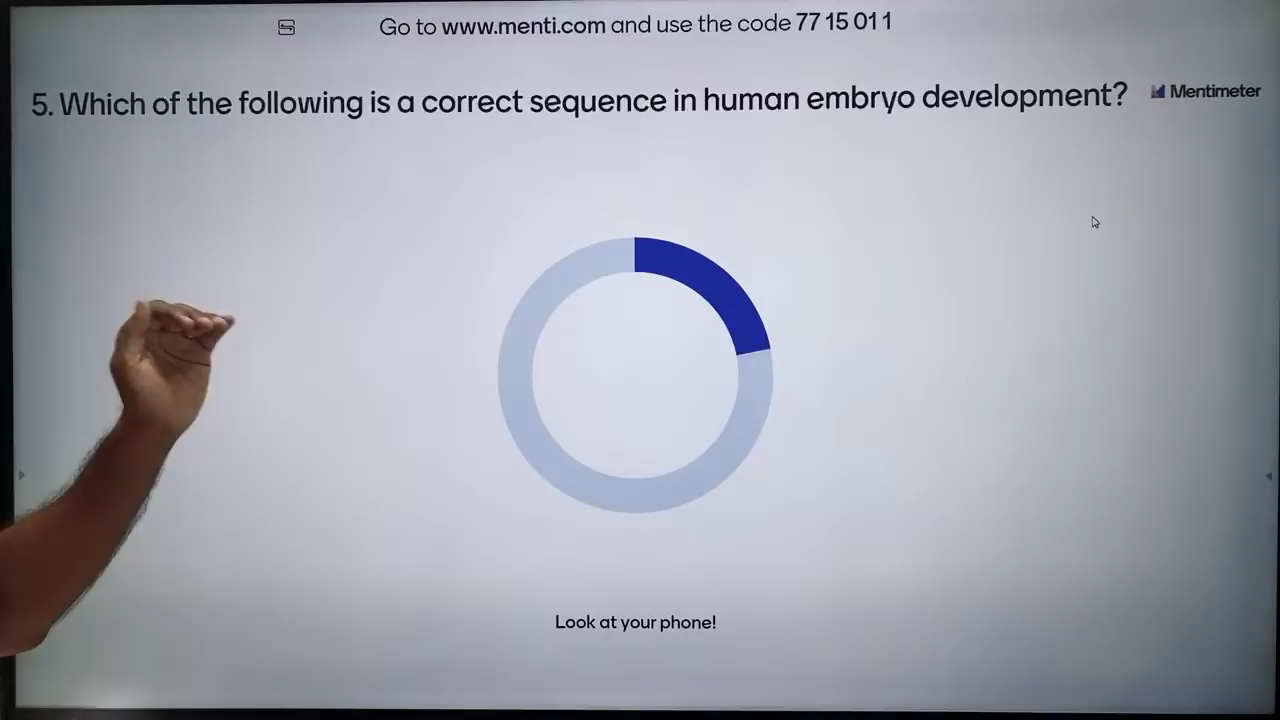 Go to www.menti.com and use the code 77 15 01 1
5. Which of the following is a correct sequence in human embryo development?
Mentimeter
Look at your phone!